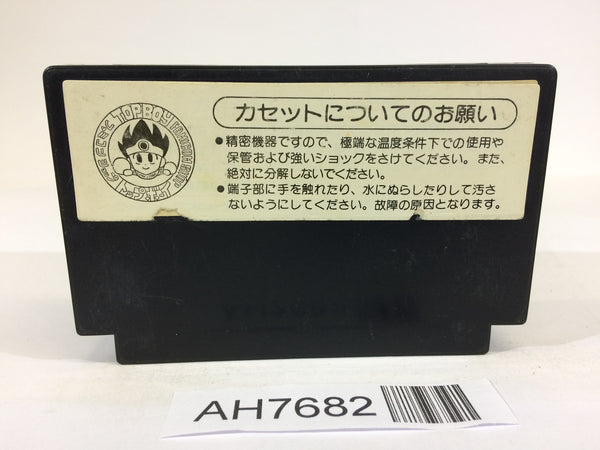 TOPBOY
カセットについてのお願い
●精密機器ですので、極端な温度条件下での使用や
保管および強いショックをさけてください。また、
絶対に分解しないでください。
●端子部に手を触れたり、水にぬらしたりして汚さ
ないようにしてください。故障の原因となります。
AH7682